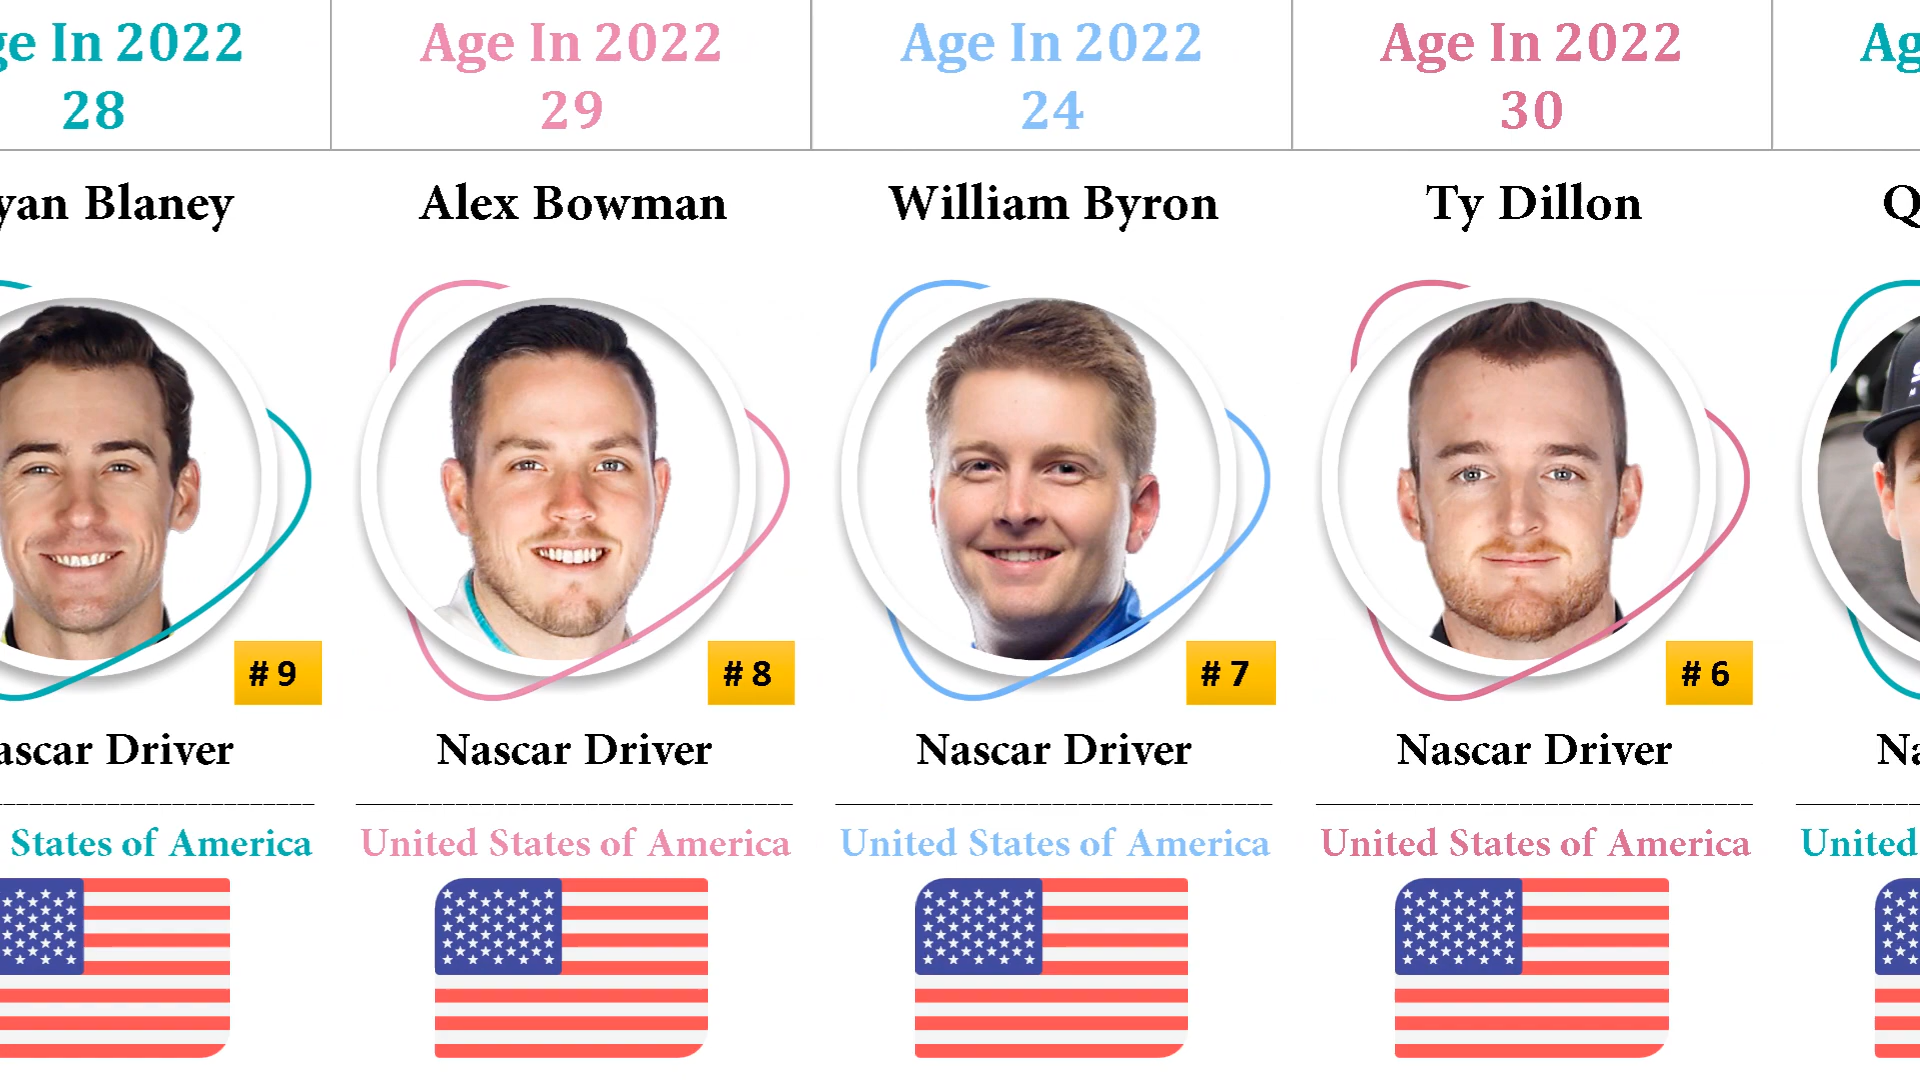 ge In 2022
28
yan Blaney
# 9
ascar Driver
States of America
Age In 2022
29
Alex Bowman
# 8
Nascar Driver
United States of America
Age In 2022
24
William Byron
# 7
Nascar Driver
United States of America
Age In 2022
30
Ty Dillon
# 6
Nascar Driver
United States of America
Ag
Q
Na
United